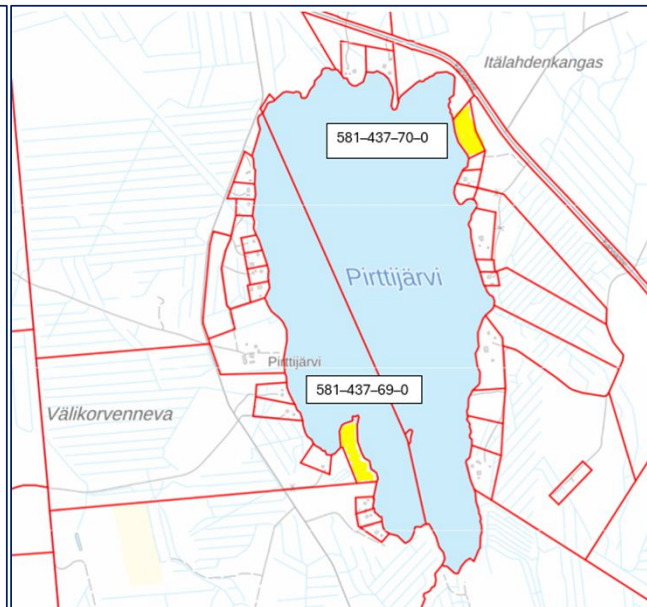 Itälahdenkangas
581–437–70–0
Pirttijärvi
Pirttijärvi
581–437–69–0
Välikorvenneva